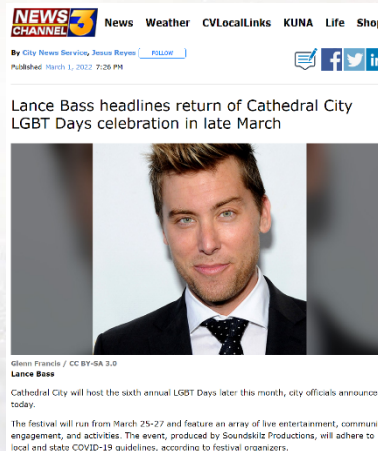 NEWS
CHANNEL 3
News Weather CVLocalLinks KUNA Life Sho
By City News Service, Jesus Reyes FOLLOW
Published March 1, 2022 7:26 PM
Lance Bass headlines return of Cathedral City
LGBT Days celebration in late March
Glenn Francis / CC BY-SA 3.0
Lance Bass
Cathedral City will host the sixth annual LGBT Days later this month, city officials announce
today.
The festival will run from March 25-27 and feature an array of live entertainment, communi
engagement, and activities. The event, produced by Soundskilz Productions, will adhere to
local and state COVID-19 guidelines, according to festival organizers.